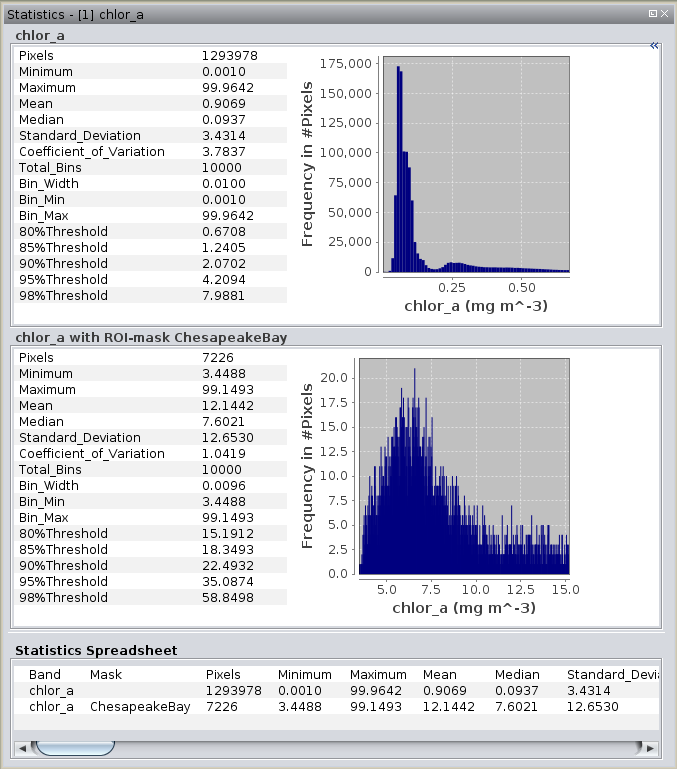 Statistics - [1] chlor_a
chlor_a
«
Pixels 1293978
Minimum 0.0010
Maximum 99.9642
Mean 0.9069
Median 0.0937
Standard_Deviation 3.4314
Coefficient_of_Variation 3.7837
Total_Bins 10000
Bin_Width 0.0100
Bin_Min 0.0010
Bin_Max 99.9642
80%Threshold 0.6708
85%Threshold 1.2405
90%Threshold 2.0702
95%Threshold 4.2094
98%Threshold 7.9881
Frequency in #Pixels
175,000
150,000
125,000
100,000
75,000
50,000
25,000
0
0.25 0.50
chlor_a (mg m^-3)
chlor_a with ROI-mask ChesapeakeBay
Pixels 7226
Minimum 3.4488
Maximum 99.1493
Mean 12.1442
Median 7.6021
Standard_Deviation 12.6530
Coefficient_of_Variation 1.0419
Total_Bins 10000
Bin_Width 0.0096
Bin_Min 3.4488
Bin_Max 99.1493
80%Threshold 15.1912
85%Threshold 18.3493
90%Threshold 22.4932
95%Threshold 35.0874
98%Threshold 58.8498
Frequency in #Pixels
20.0
17.5
15.0
12.5
10.0
7.5
5.0
2.5
0.0
5.0 7.5 10.0 12.5 15.0
chlor_a (mg m^-3)
Statistics Spreadsheet
Band Mask Pixels Minimum Maximum Mean Median Standard_Devia
chlor_a 1293978 0.0010 99.9642 0.9069 0.0937 3.4314
chlor_a ChesapeakeBay 7226 3.4488 99.1493 12.1442 7.6021 12.6530